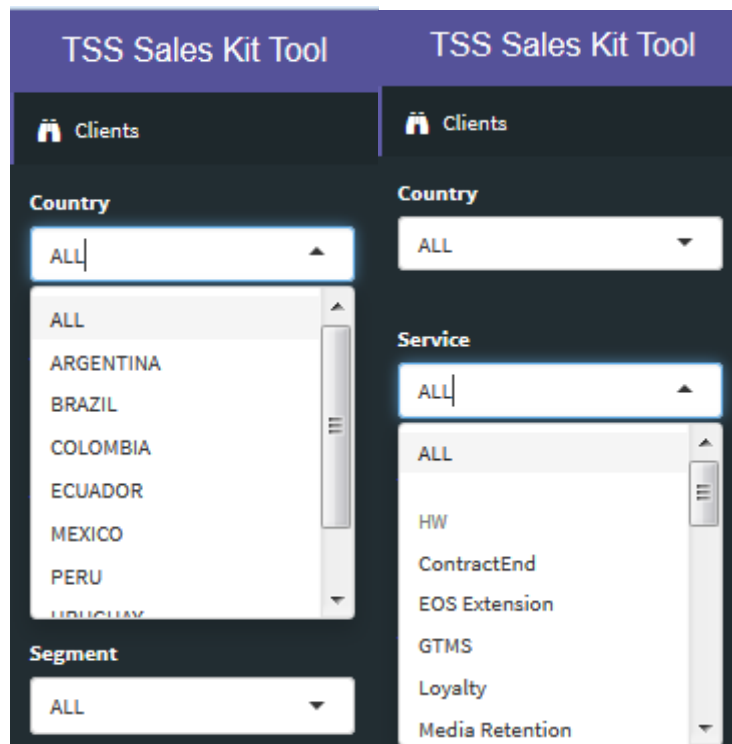 TSS Sales Kit Tool
Clients
Country
ALL
ALL
ARGENTINA
BRAZIL
COLOMBIA
ECUADOR
MEXICO
PERU
URUGUAY
Segment
ALL
TSS Sales Kit Tool
Clients
Country
ALL
Service
ALL
ALL
HW
ContractEnd
EOS Extension
GTMS
Loyalty
Media Retention